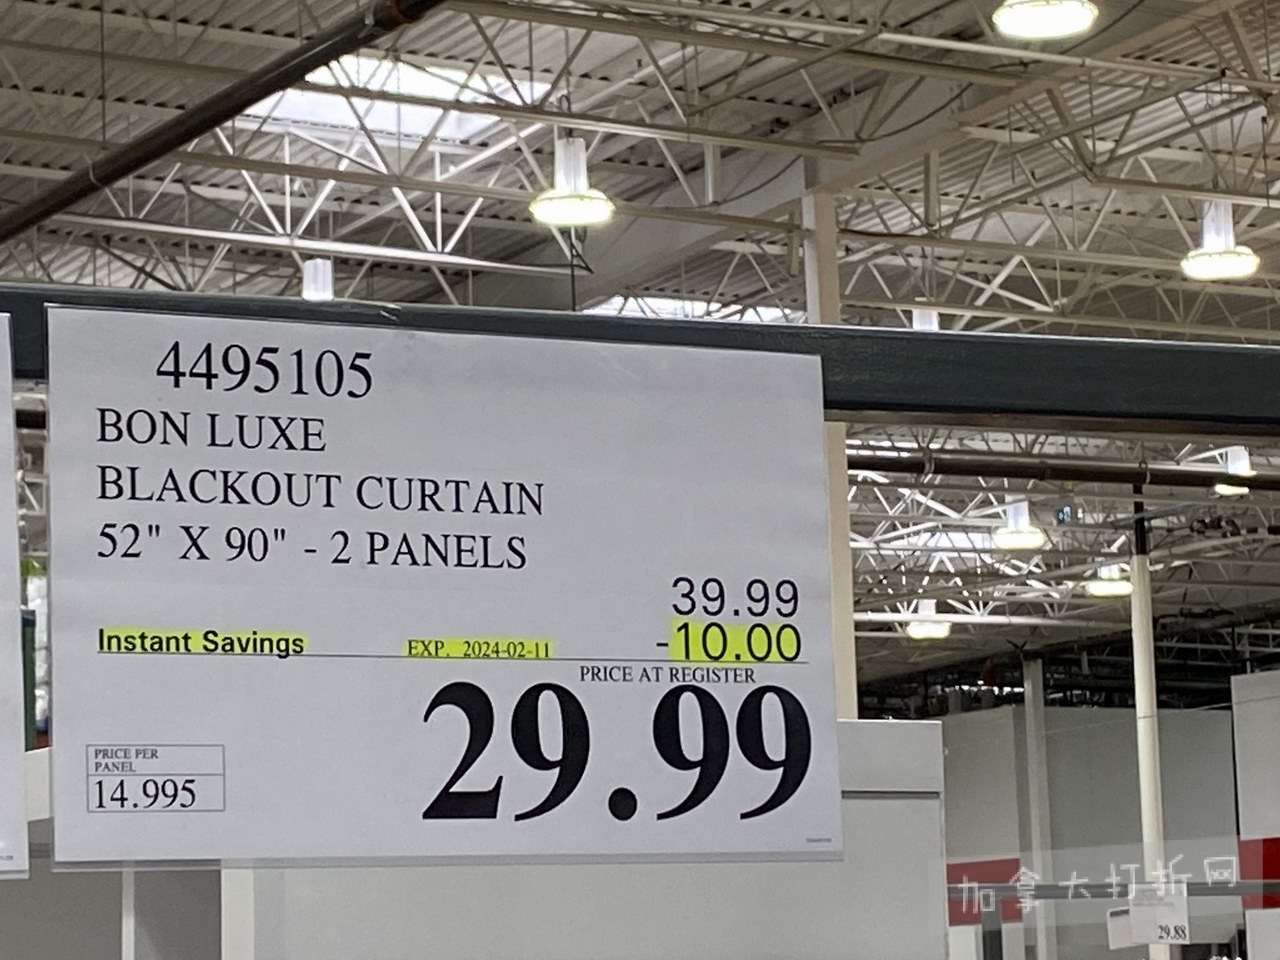 4495105
BON LUXE
BLACKOUT CURTAIN
52" X 90" - 2 PANELS
39.99
Instant Savings EXP. 2024-02-11 -10.00
PRICE AT REGISTER
29.99
PRICE PER
PANEL
14.995
加拿大打折网
29.88